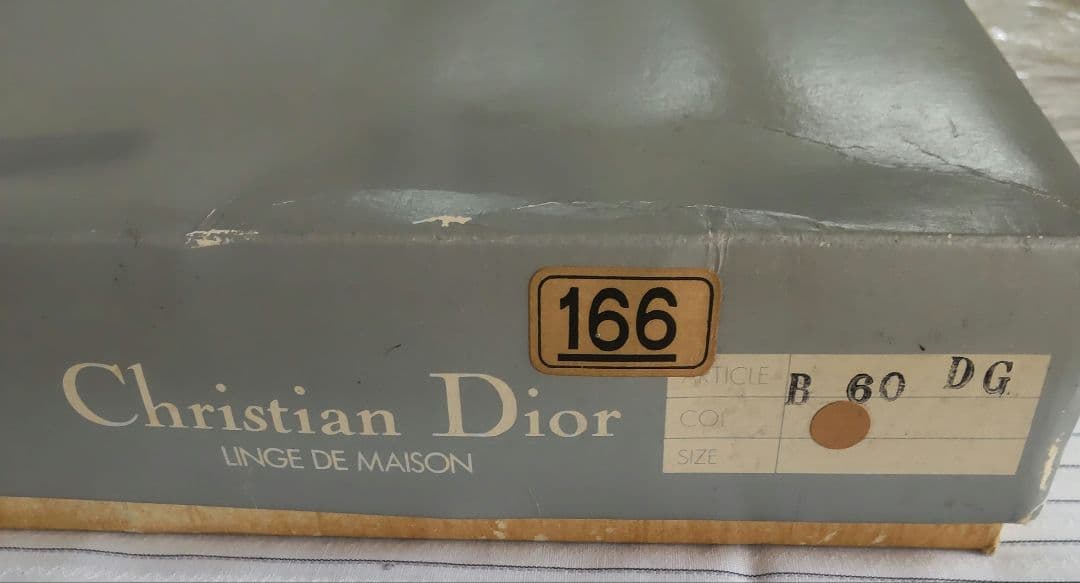 166
Christian Dior
LINGE DE MAISON
ARTICLE B 60 DG
COL
SIZE